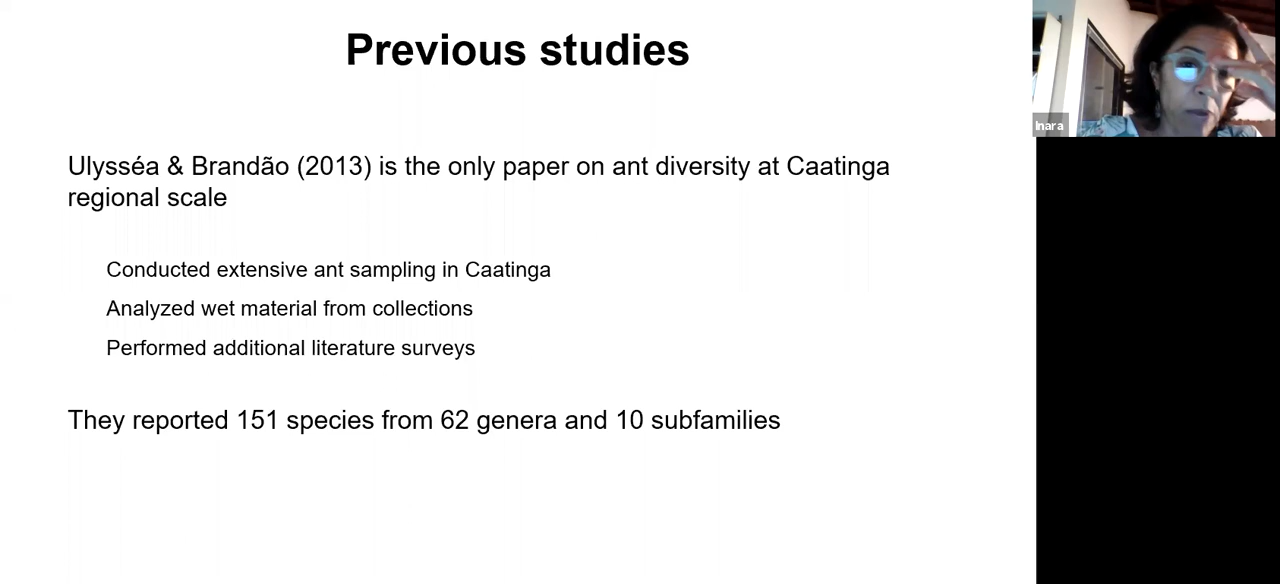 Previous studies
Inara
Ulysséa & Brandão (2013) is the only paper on ant diversity at Caatinga
regional scale
Conducted extensive ant sampling in Caatinga
Analyzed wet material from collections
Performed additional literature surveys
They reported 151 species from 62 genera and 10 subfamilies